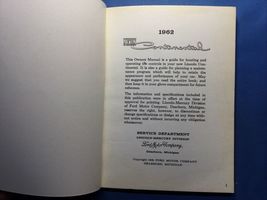 1962
Continental
This Owners Manual is a guide for locating and
operating the controls in your new Lincoln Con-
tinental. It is also a guide for planning a main-
tenance program which will help to retain the
appearance and performance of your car. May
we suggest that you read the entire book; and
then keep it in your glove compartment for future
reference.
The information and specifications contained in
this publication were in effect at the time of
approval for printing. Lincoln-Mercury Division
of Ford Motor Company, Dearborn, Michigan,
reserves the right, however, to discontinue or
change specifications or design at any time with-
out notice and without incurring any obligation
whatsoever.
SERVICE DEPARTMENT
LINCOLN-MERCURY DIVISION
Ford Motor Company,
Dearborn, Michigan
FORD MOTOR COMPANY
DEARBORN, MICHIGAN
1